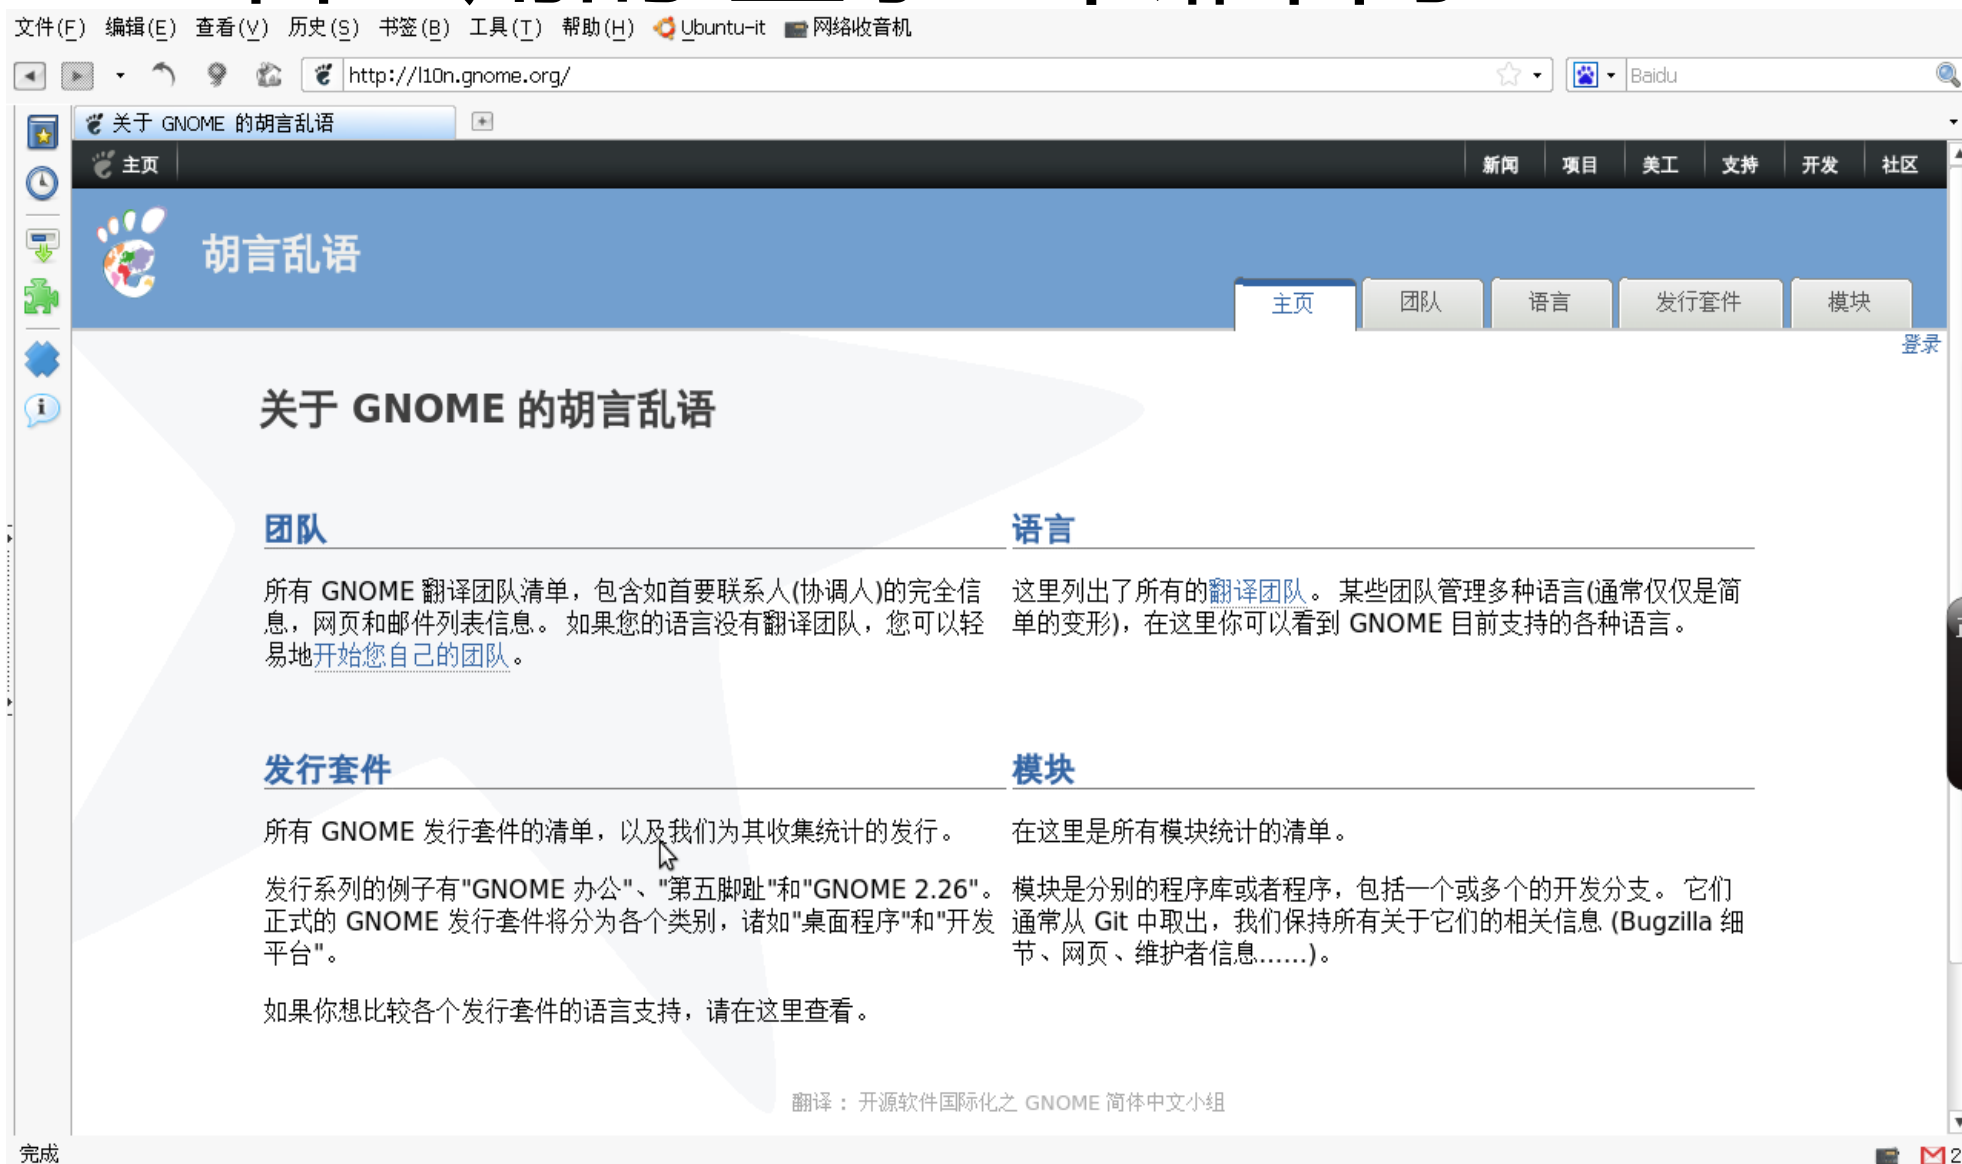 文件(F) 编辑(E) 查看(V) 历史(S) 书签(B) 工具(T) 帮助(H) Ubuntu-it 网络收音机
http://l10n.gnome.org/ Baidu
关于 GNOME 的胡言乱语
主页 新闻 项目 美工 支持 开发 社区
胡言乱语
主页 团队 语言 发行套件 模块
登录
关于 GNOME 的胡言乱语
团队
所有 GNOME 翻译团队清单，包含如首要联系人(协调人)的完全信
息，网页和邮件列表信息。 如果您的语言没有翻译团队，您可以轻
易地开始您自己的团队。
语言
这里列出了所有的翻译团队。 某些团队管理多种语言(通常仅仅是简
单的变形)，在这里你可以看到 GNOME 目前支持的各种语言。
发行套件
所有 GNOME 发行套件的清单，以及我们为其收集统计的发行。
发行系列的例子有"GNOME 办公"、"第五脚趾"和"GNOME 2.26"。
正式的 GNOME 发行套件将分为各个类别，诸如"桌面程序"和"开发
平台"。
如果你想比较各个发行套件的语言支持，请在这里查看。
模块
在这里是所有模块统计的清单。
模块是分别的程序库或者程序，包括一个或多个的开发分支。 它们
通常从 Git 中取出，我们保持所有关于它们的相关信息 (Bugzilla 细
节、网页、维护者信息……)。
翻译： 开源软件国际化之 GNOME 简体中文小组
完成 2